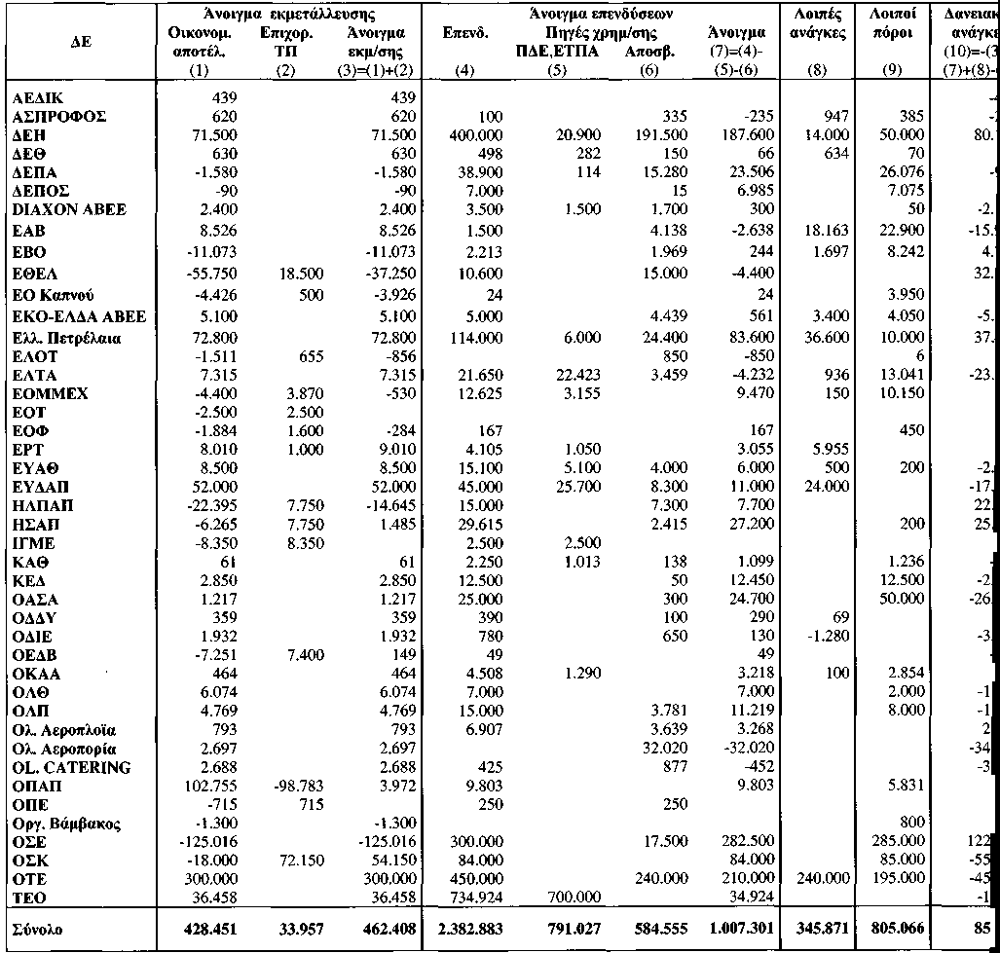 Άνοιγμα εκμετάλλευσης Άνοιγμα επενδύσεων Λοιπές Λοιποί
ΔΕ Οικονομ. Επιχορ. Άνοιγμα Επενδ. Πηγές χρημ/σης Άνοιγμα ανάγκες πόροι
αποτέλ. ΤΠ εκμ/σης ΠΔΕ,ΕΤΠΑ Αποσβ. (7)=(4)- (10)=-(3
(1) (2) (3)=(1)+(2) (4) (5) (6) (5)-(6) (8) (9) (7)+(8)-
ΑΕΔΙΚ 439 439
ΑΣΠΡΟΦΟΣ 620 620 100 335 -235 947 385
ΔΕΗ 71.500 71.500 400.000 20.900 191.500 187.600 14.000 50.000 80.
ΔΕΘ 630 630 498 282 150 66 634 70
ΔΕΠΑ -1.580 -1.580 38.900 114 15.280 23.506 26.076
ΔΕΠΟΣ -90 -90 7.000 15 6.985 7.075
DIAXON ABEE 2.400 2.400 3.500 1.500 1.700 300 50 -2.
ΕΑΒ 8.526 8.526 1.500 4.138 -2.638 18.163 22.900 -15.
ΕΒΟ -11.073 -11.073 2.213 1.969 244 1.697 8.242 4.
ΕΘΕΛ -55.750 18.500 -37.250 10.600 15.000 -4.400 32.
ΕΟ Καπνού -4.426 500 -3.926 24 24 3.950
ΕΚΟ-ΕΛΔΑ ΑΒΕΕ 5.100 5.100 5.000 4.439 561 3.400 4.050 -5.
Ελλ. Πετρέλαια 72.800 72.800 114.000 6.000 24.400 83.600 36.600 10.000 37.
ΕΛΟΤ -1.511 655 -856 850 -850 6
ΕΛΤΑ 7.315 7.315 21.650 22.423 3.459 -4.232 936 13.041 -23.
ΕΟΜΜΕΧ -4.400 3.870 -530 12.625 3.155 9.470 150 10.150
ΕΟΤ -2.500 2.500
ΕΟΦ -1.884 1.600 -284 167 167 450
ΕΡΤ 8.010 1.000 9.010 4.105 1.050 3.055 5.955
ΕΥΑΘ 8.500 8.500 15.100 5.100 4.000 6.000 500 200 -2.
ΕΥΔΑΠ 52.000 52.000 45.000 25.700 8.300 11.000 24.000 -17.
ΗΛΠΑΠ -22.395 7.750 -14.645 15.000 7.300 7.700 22.
ΗΣΑΠ -6.265 7.750 1.485 29.615 2.415 27.200 200 25.
ΙΓΜΕ -8.350 8.350 2.500 2.500
ΚΑΘ 61 61 2.250 1.013 138 1.099 1.236
ΚΕΔ 2.850 2.850 12.500 50 12.450 12.500 -2.
ΟΑΣΑ 1.217 1.217 25.000 300 24.700 50.000 -26.
ΟΔΔΥ 359 359 390 100 290 69
ΟΔΙΕ 1.932 1.932 780 650 130 -1.280 -3.
ΟΕΔΒ -7.251 7.400 149 49 49
ΟΚΑΑ 464 464 4.508 1.290 3.218 100 2.854
ΟΛΘ 6.074 6.074 7.000 7.000 2.000 -1
ΟΛΠ 4.769 4.769 15.000 3.781 11.219 8.000 -1
Ολ. Αεροπλοϊα 793 793 6.907 3.639 3.268 2
Ολ. Αεροπορία 2.697 2.697 32.020 -32.020 -34
OL. CATERING 2.688 2.688 425 877 -452 -3
ΟΠΑΠ 102.755 -98.783 3.972 9.803 9.803 5.831
ΟΠΕ -715 715 250 250
Οργ. Βάμβακος -1.300 -1.300 800
ΟΣΕ -125.016 -125.016 300.000 17.500 282.500 285.000 122
ΟΣΚ -18.000 72.150 54.150 84.000 84.000 85.000 -55
ΟΤΕ 300.000 300.000 450.000 240.000 210.000 240.000 195.000 -45
ΤΕΟ 36.458 36.458 734.924 700.000 34.924 -1
Σύνολο 428.451 33.957 462.408 2.382.883 791.027 584.555 1.007.301 345.871 805.066 85